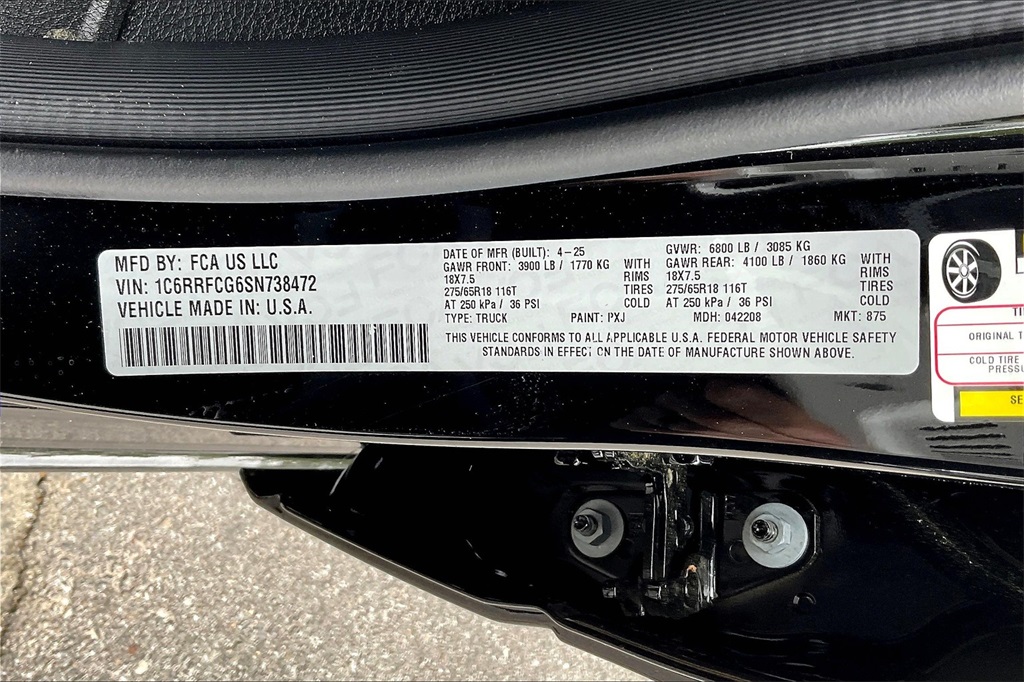 MFD BY: FCA US LLC
VIN: 1C6RRFCG6SN738472
VEHICLE MADE IN: U.S.A.
DATE OF MFR (BUILT): 4-25
GAWR FRONT: 3900 LB / 1770 KG WITH
18X7.5 RIMS
275/65R18 116T TIRES
AT 250 kPa / 36 PSI COLD
TYPE: TRUCK PAINT: PXJ
GVWR: 6800 LB / 3085 KG
GAWR REAR: 4100 LB / 1860 KG WITH
18X7.5 RIMS
275/65R18 116T TIRES
AT 250 kPa / 36 PSI COLD
MDH: 042208 MKT: 875
THIS VEHICLE CONFORMS TO ALL APPLICABLE U.S.A. FEDERAL MOTOR VEHICLE SAFETY
STANDARDS IN EFFECT ON THE DATE OF MANUFACTURE SHOWN ABOVE.
ORIGINAL
COLD TIRE